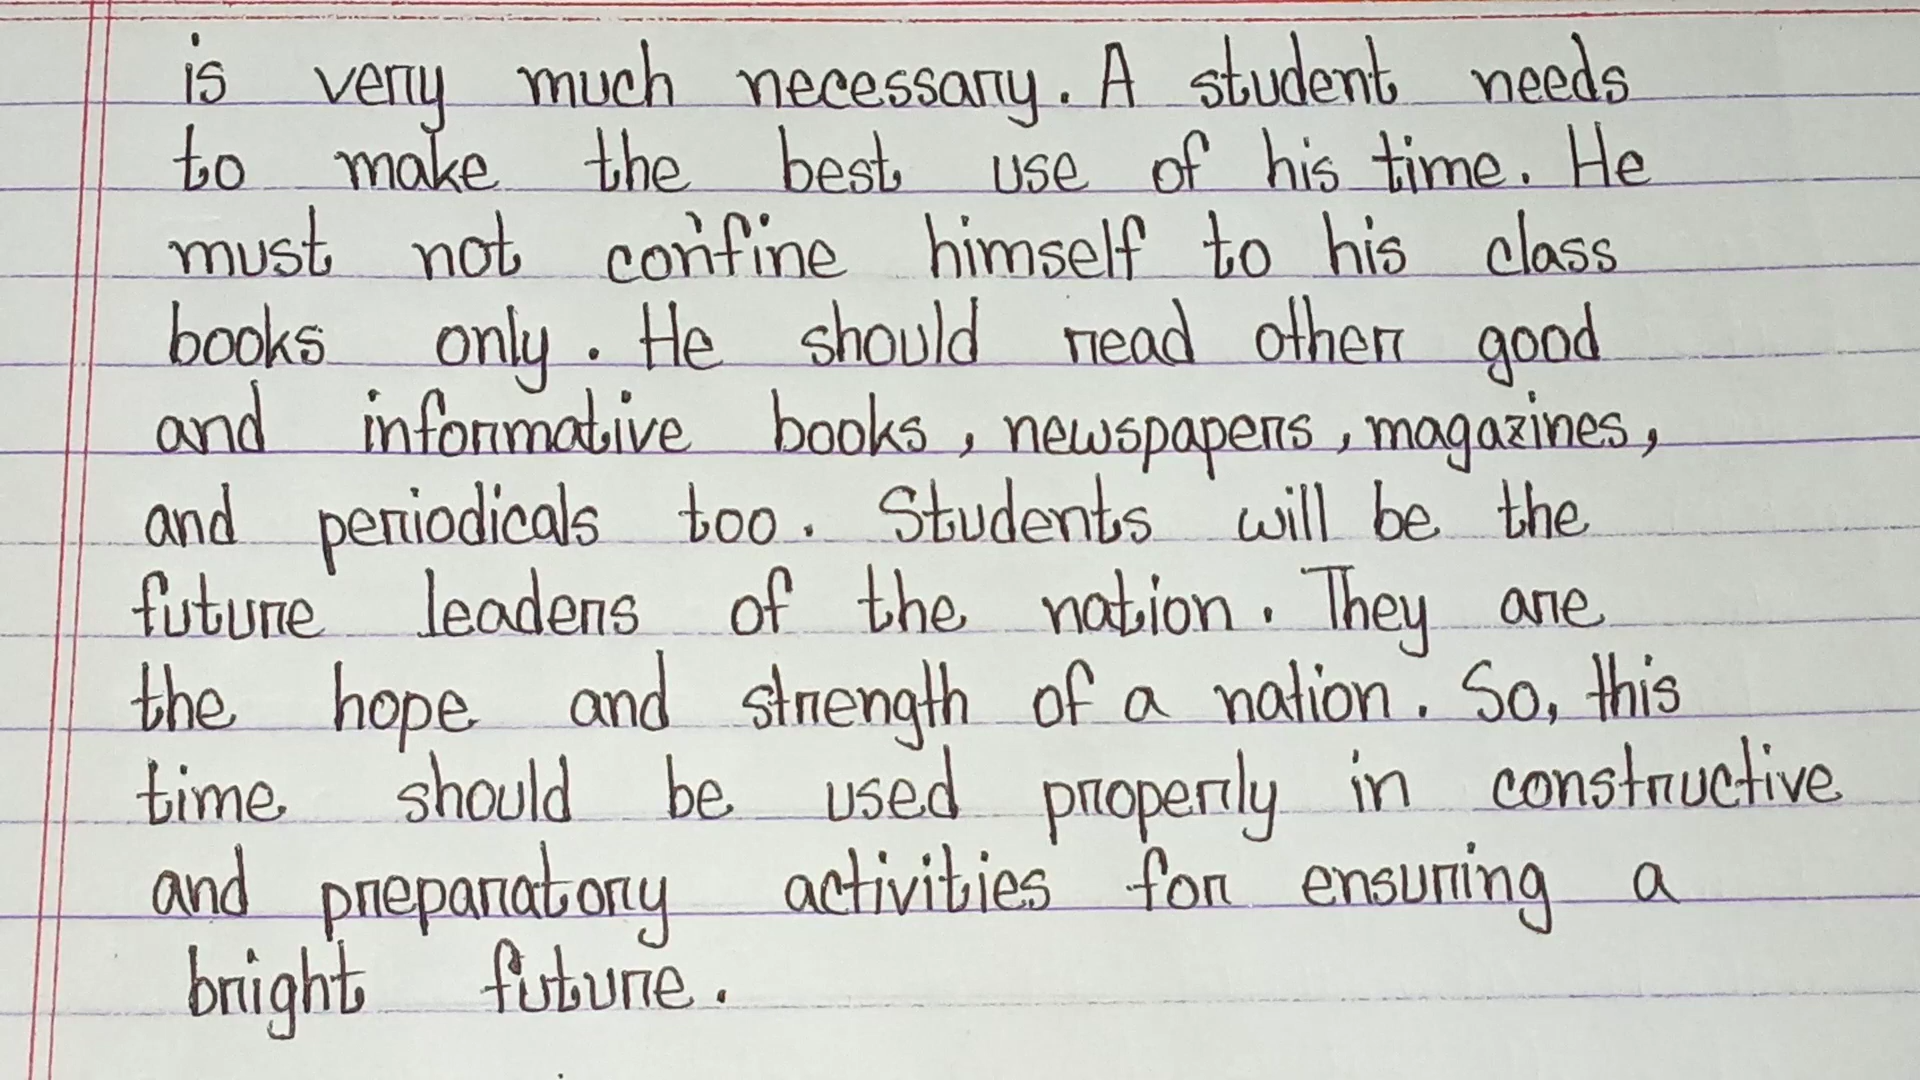 is very much necessary. A student needs
to make the best use of his time. He
must not confine himself to his class
books only. He should read other good
and informative books, newspapers, magazines,
and periodicals too. Students will be the
future leaders of the nation. They are
the hope and strength of a nation. So, this
time should be used properly in constructive
and preparatory activities for ensuring a
bright future.